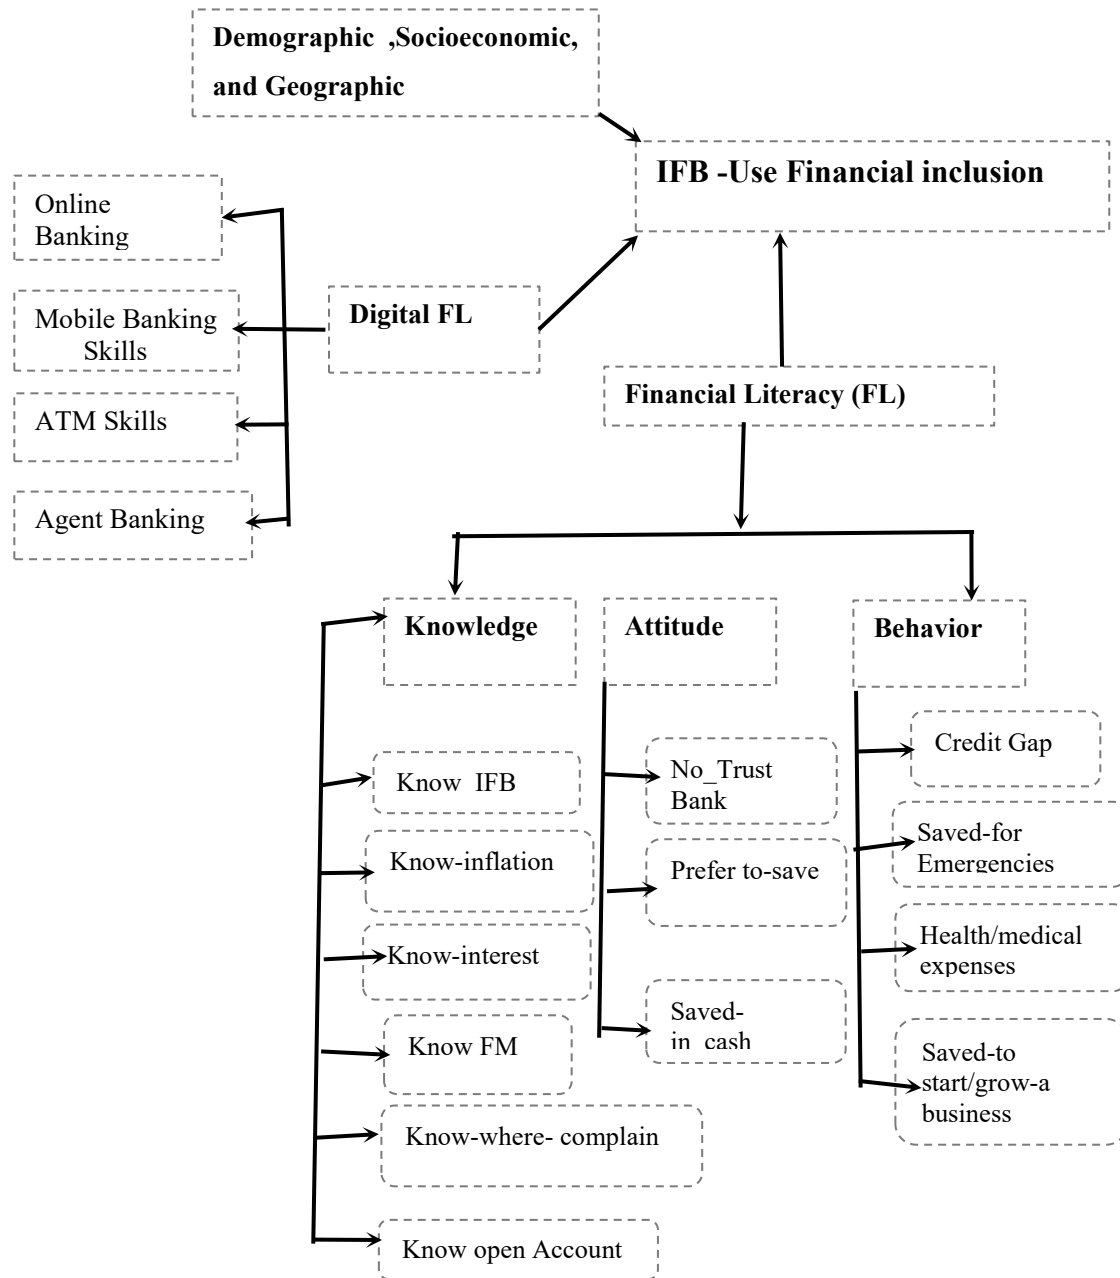 Demographic ,Socioeconomic,
and Geographic
IFB -Use Financial inclusion
Online
Banking
Mobile Banking
Skills
ATM Skills
Agent Banking
Digital FL
Financial Literacy (FL)
Knowledge
Attitude
Behavior
Know IFB
Know-inflation
Know-interest
Know FM
Know-where- complain
Know open Account
No_Trust
Bank
Prefer to-save
Saved-
in_cash
Credit Gap
Saved-for
Emergencies
Health/medical
expenses
Saved-to
start/grow-a
business